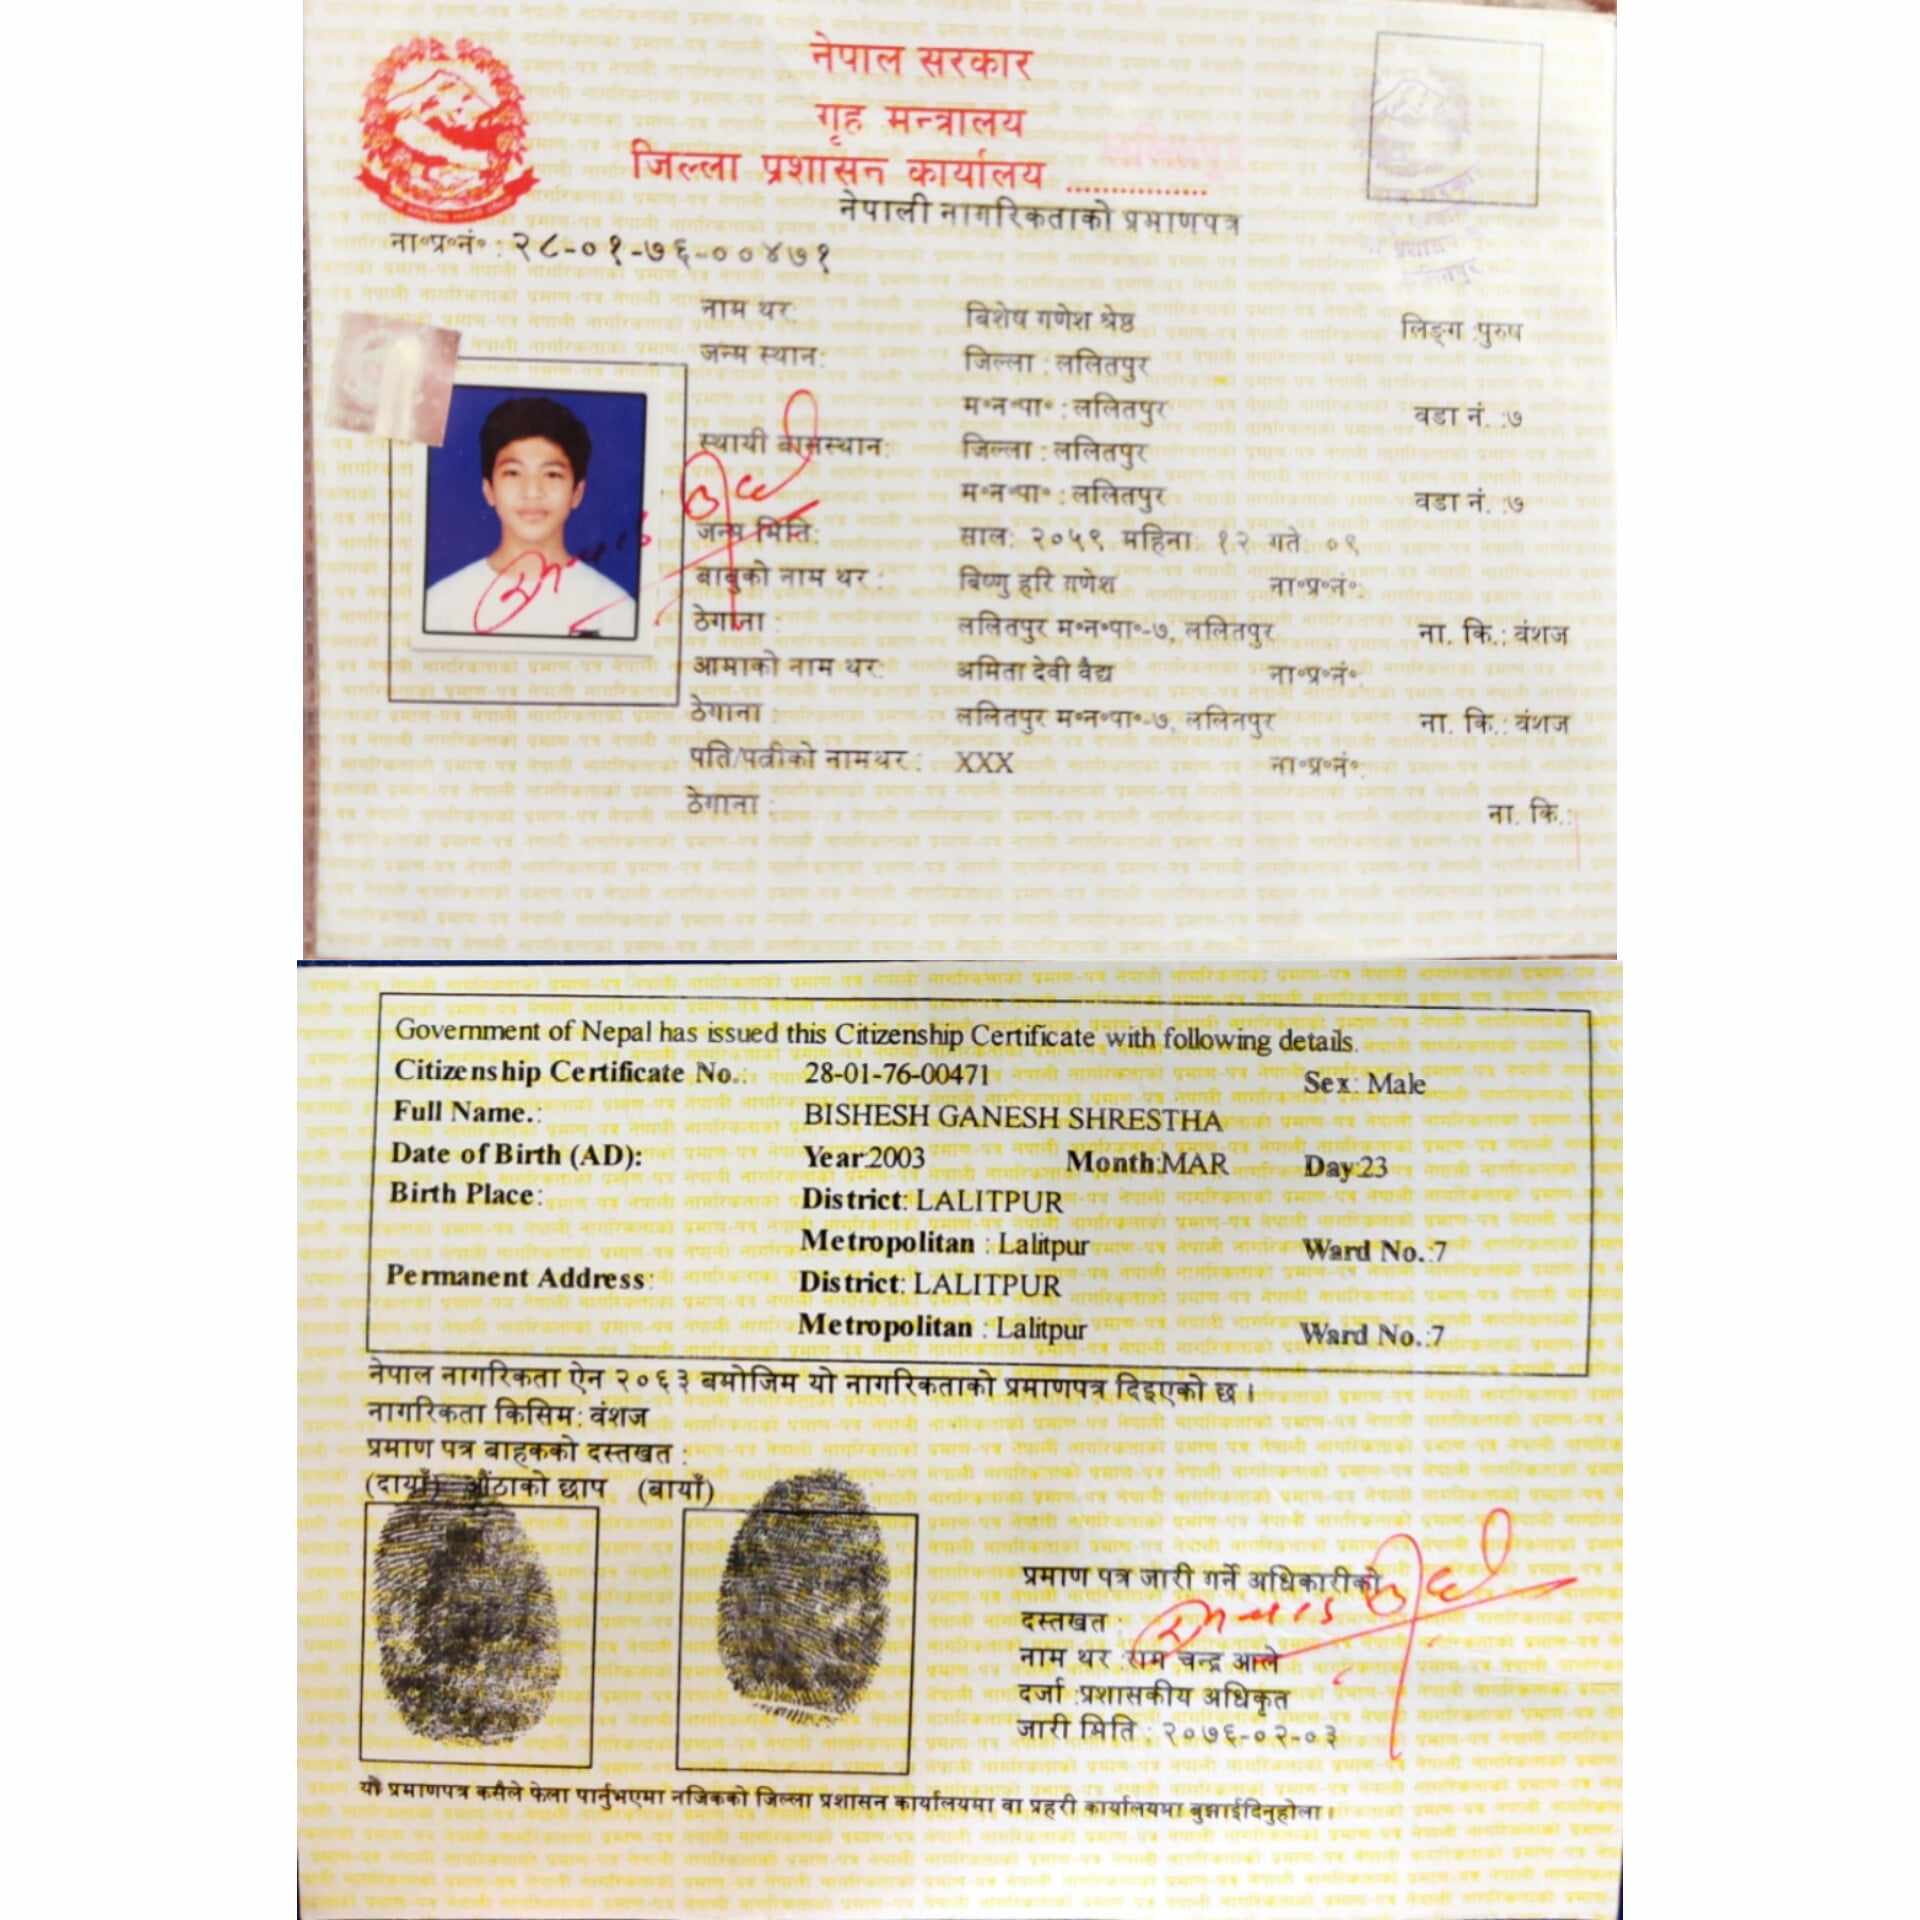 नेपाल सरकार
गृह मन्त्रालय
जिल्ला प्रशासन कार्यालय ................
नेपाली नागरिकताको प्रमाणपत्र
ना॰प्र॰नं॰ : २८-०१-७६-००४७१
नाम थर: बिशेष गणेश श्रेष्ठ लिङ्ग :पुरुष
जन्म स्थान: जिल्ला : ललितपुर
म॰न॰पा॰ : ललितपुर वडा नं. :७
स्थायी बासस्थान: जिल्ला : ललितपुर
म॰न॰पा॰ : ललितपुर वडा नं. :७
जन्म मिति: साल: २०५९ महिना: १२ गते: ०९
बाबुको नाम थर : बिष्णु हरि गणेश ना॰प्र॰नं॰:
ठेगाना : ललितपुर म॰न॰पा॰-७, ललितपुर ना. कि.: वंशज
आमाको नाम थर: अमिता देवी वैद्य ना॰प्र॰नं॰:
ठेगाना : ललितपुर म॰न॰पा॰-७, ललितपुर ना. कि.: वंशज
पति/पत्नीको नामथर : XXX ना॰प्र॰नं॰:
ठेगाना : ना. कि.:
Government of Nepal has issued this Citizenship Certificate with following details.
Citizenship Certificate No.: 28-01-76-00471 Sex: Male
Full Name.: BISHESH GANESH SHRESTHA
Date of Birth (AD): Year:2003 Month:MAR Day:23
Birth Place: District: LALITPUR
Metropolitan : Lalitpur Ward No.:7
Permanent Address: District: LALITPUR
Metropolitan : Lalitpur Ward No.:7
नेपाल नागरिकता ऐन २०६३ बमोजिम यो नागरिकताको प्रमाणपत्र दिइएको छ ।
नागरिकता किसिम: वंशज
प्रमाण पत्र बाहकको दस्तखत :
(दायाँ) औंठाको छाप (बायाँ)
प्रमाण पत्र जारी गर्ने अधिकारीको
दस्तखत :
नाम थर :राम चन्द्र आले
दर्जा :प्रशासकीय अधिकृत
जारी मिति : २०७६-०२-०३
यो प्रमाणपत्र कसैले फेला पार्नुभएमा नजिकको जिल्ला प्रशासन कार्यालयमा वा प्रहरी कार्यालयमा बुझाईदिनुहोला ।